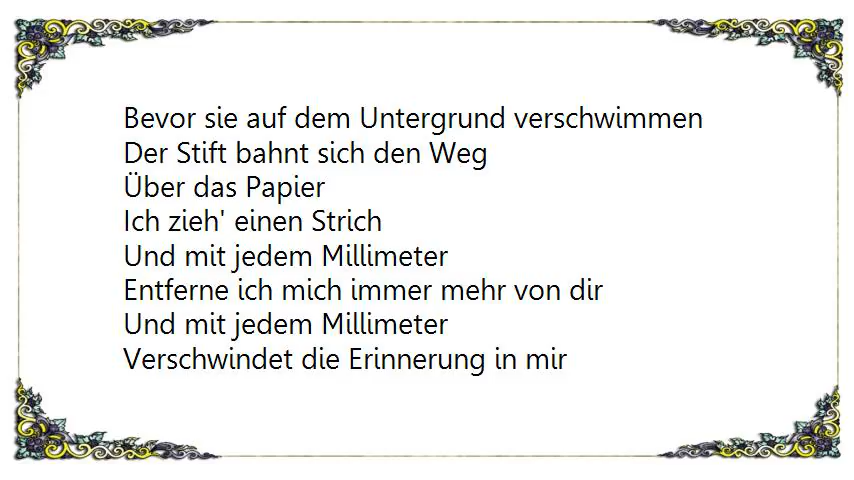 Bevor sie auf dem Untergrund verschwimmen
Der Stift bahnt sich den Weg
Über das Papier
Ich zieh' einen Strich
Und mit jedem Millimeter
Entferne ich mich immer mehr von dir
Und mit jedem Millimeter
Verschwindet die Erinnerung in mir